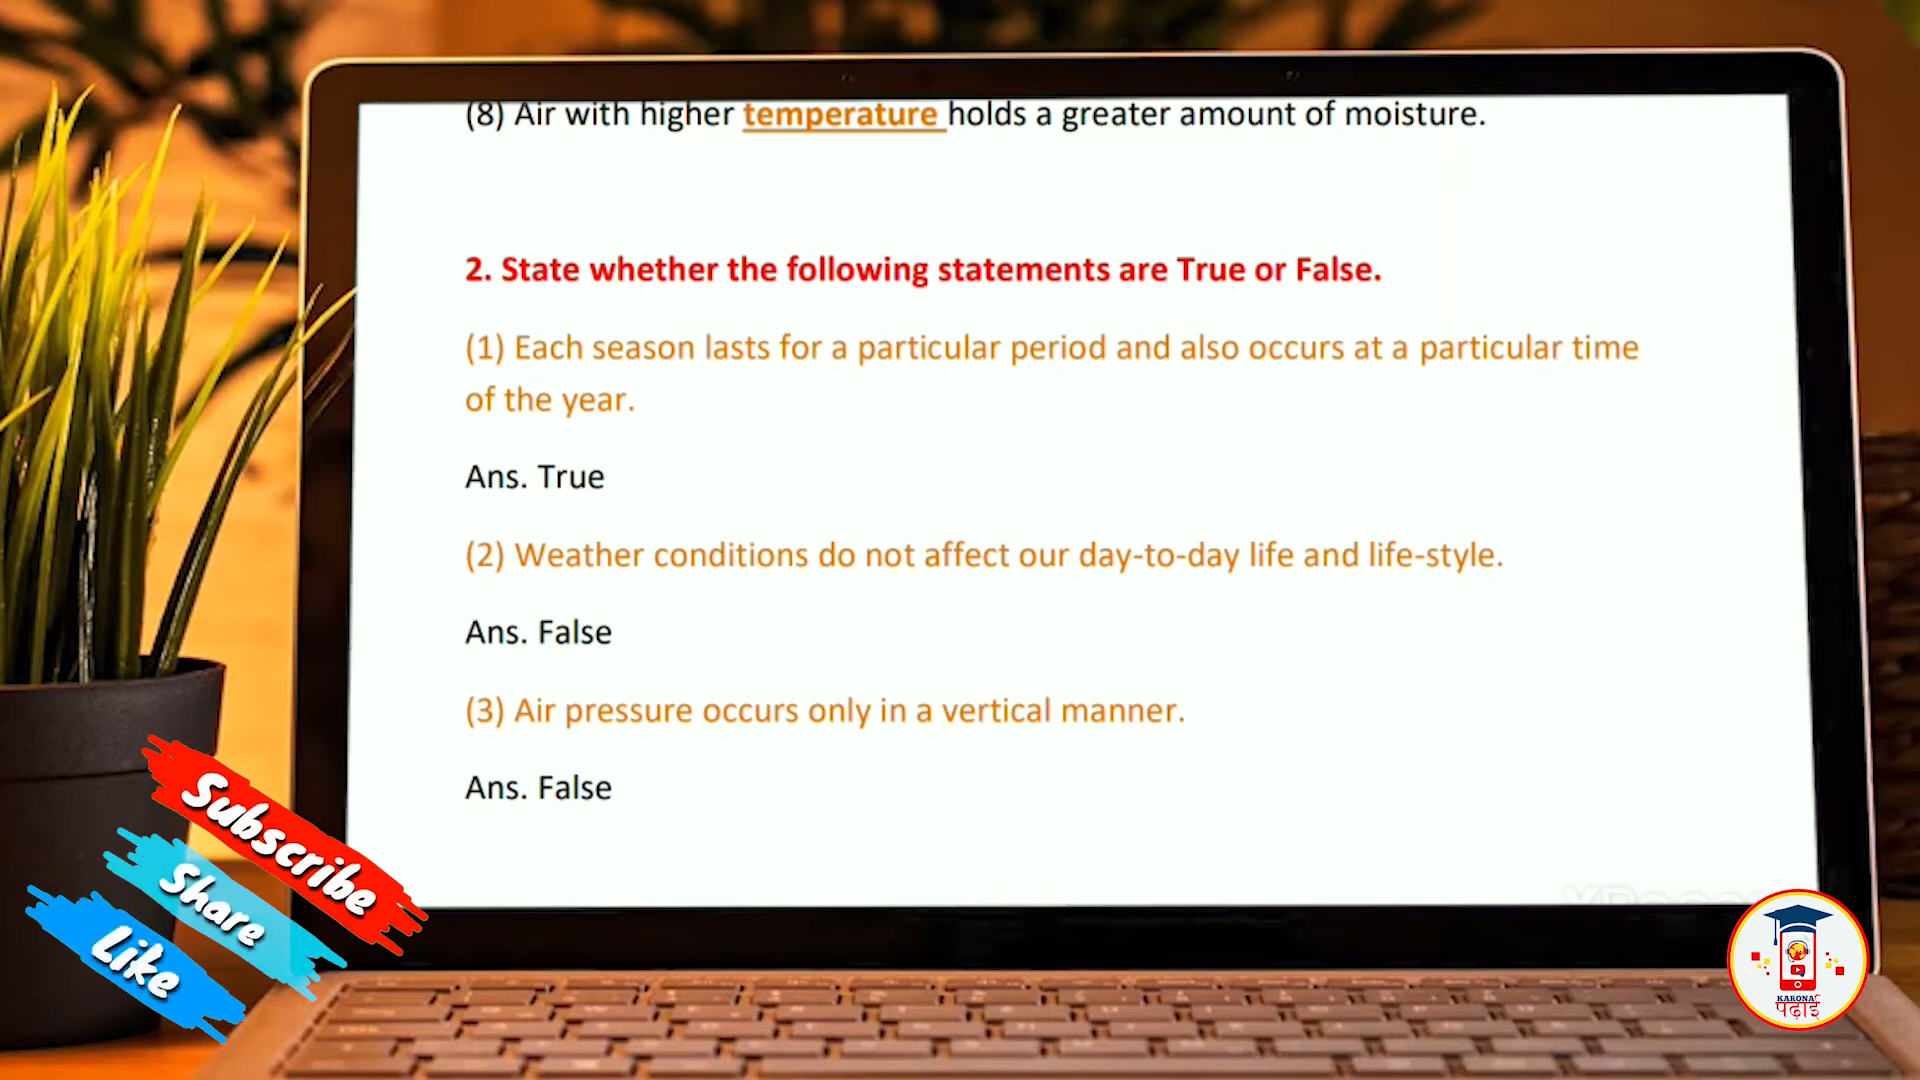 (8) Air with higher temperature holds a greater amount of moisture.
2. State whether the following statements are True or False.
(1) Each season lasts for a particular period and also occurs at a particular time
of the year.
Ans. True
(2) Weather conditions do not affect our day-to-day life and life-style.
Ans. False
(3) Air pressure occurs only in a vertical manner.
Ans. False
Subscribe
Share
Like
KARONA
पढ़ाई